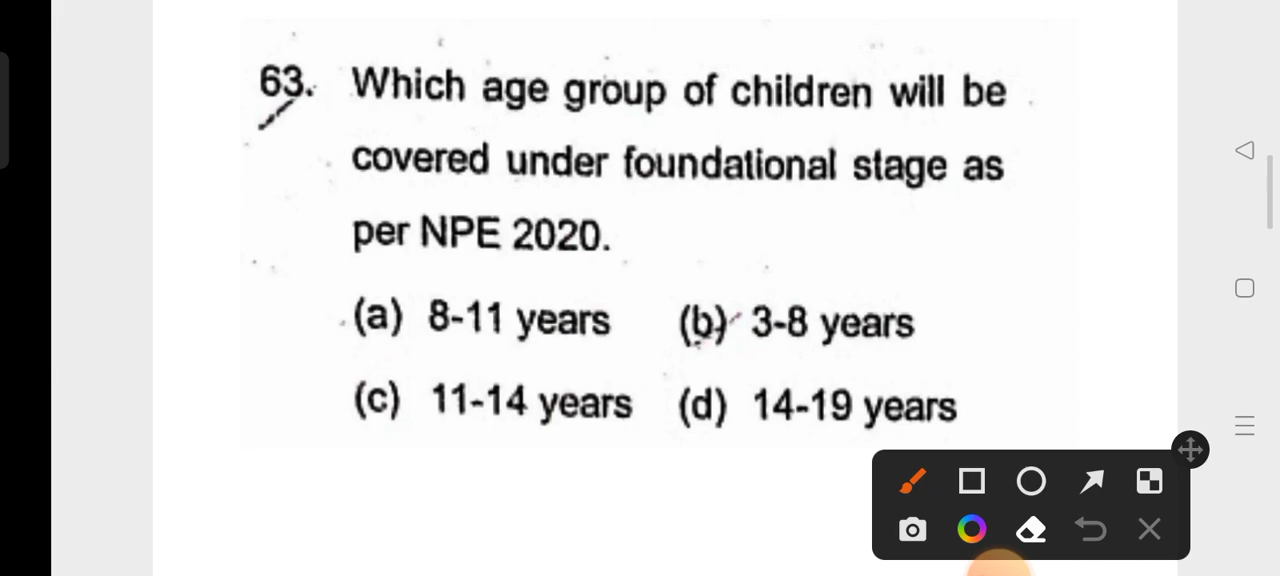 63. Which age group of children will be
covered under foundational stage as
per NPE 2020.
(a) 8-11 years (b) 3-8 years
(c) 11-14 years (d) 14-19 years